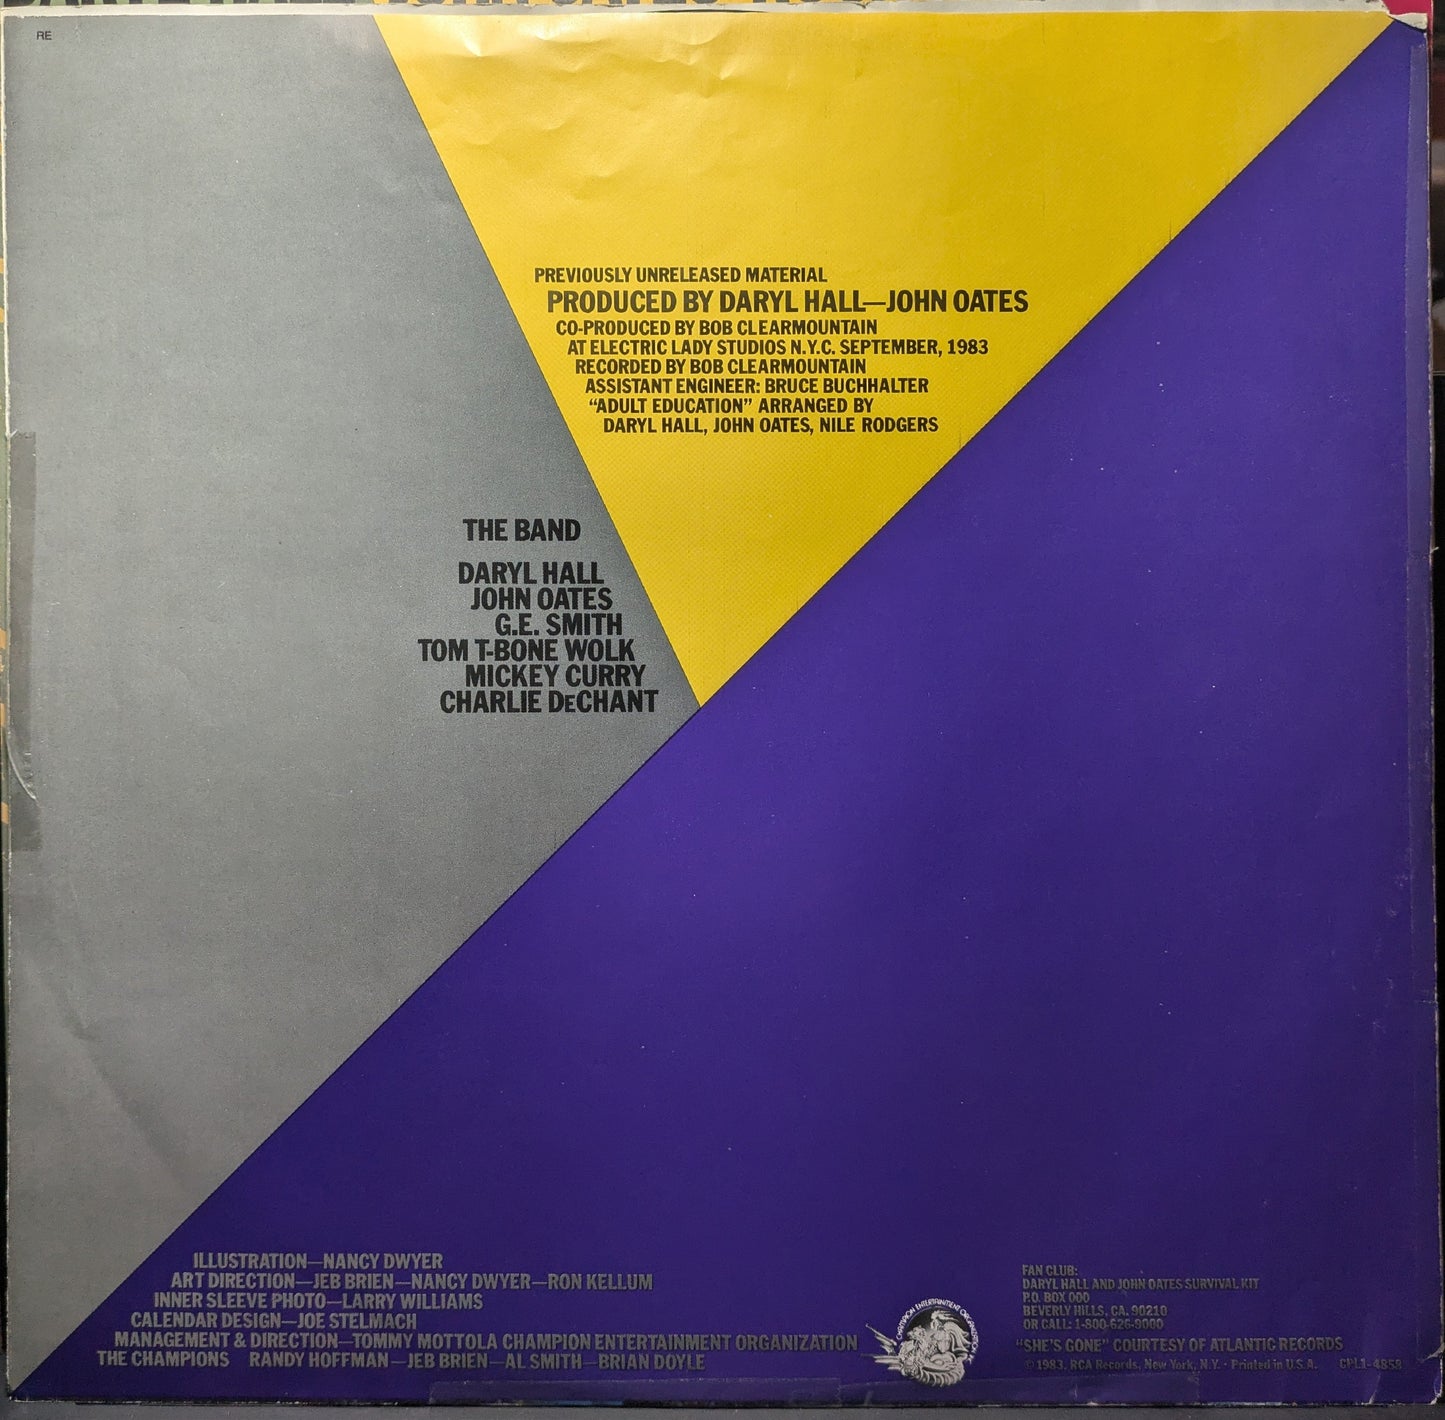 RE
PREVIOUSLY UNRELEASED MATERIAL
PRODUCED BY DARYL HALL—JOHN OATES
CO-PRODUCED BY BOB CLEARMOUNTAIN
AT ELECTRIC LADY STUDIOS N.Y.C. SEPTEMBER, 1983
RECORDED BY BOB CLEARMOUNTAIN
ASSISTANT ENGINEER: BRUCE BUCHHALTER
“ADULT EDUCATION” ARRANGED BY
DARYL HALL, JOHN OATES, NILE RODGERS
THE BAND
DARYL HALL
JOHN OATES
G.E. SMITH
TOM T-BONE WOLK
MICKEY CURRY
CHARLIE DeCHANT
ILLUSTRATION—NANCY DWYER
ART DIRECTION—JEB BRIEN—NANCY DWYER—RON KELLUM
INNER SLEEVE PHOTO—LARRY WILLIAMS
CALENDAR DESIGN—JOE STELMACH
MANAGEMENT & DIRECTION—TOMMY MOTTOLA CHAMPION ENTERTAINMENT ORGANIZATION
THE CHAMPIONS RANDY HOFFMAN—JEB BRIEN—AL SMITH—BRIAN DOYLE
CHAMPION ENTERTAINMENT ORGANIZATION
FAN CLUB:
DARYL HALL AND JOHN OATES SURVIVAL KIT
P.O. BOX 000
BEVERLY HILLS, CA. 90210
OR CALL: 1-800-626-9000
“SHE'S GONE” COURTESY OF ATLANTIC RECORDS
© 1983, RCA Records, New York, N.Y. • Printed in U.S.A. CPL1-4858